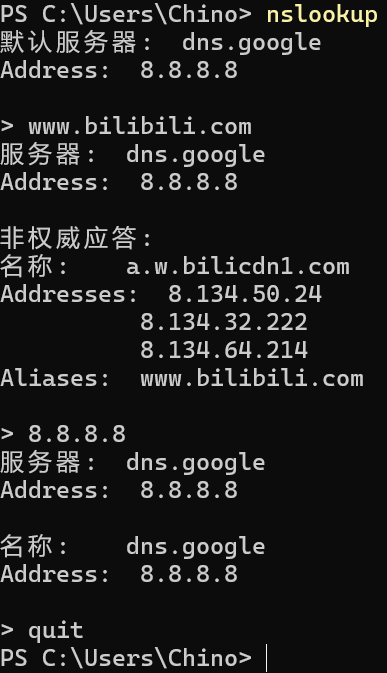 PS C:\Users\Chino> nslookup
默认服务器:  dns.google
Address:  8.8.8.8

> www.bilibili.com
服务器:  dns.google
Address:  8.8.8.8

非权威应答:
名称:    a.w.bilicdn1.com
Addresses:  8.134.50.24
          8.134.32.222
          8.134.64.214
Aliases:  www.bilibili.com

> 8.8.8.8
服务器:  dns.google
Address:  8.8.8.8

名称:    dns.google
Address:  8.8.8.8

> quit
PS C:\Users\Chino>